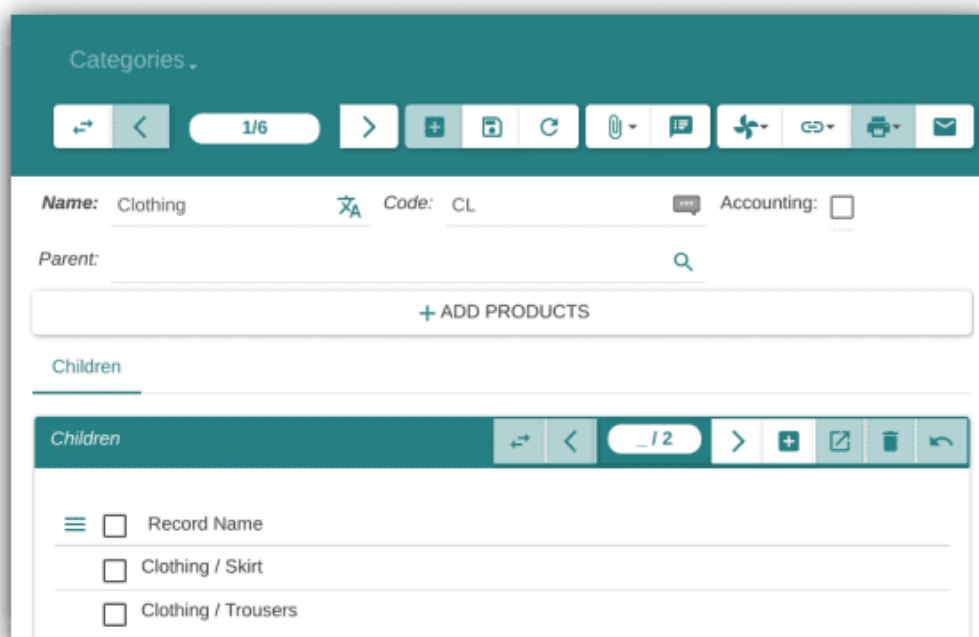 Categories
1/6
Name: Clothing Code: CL Accounting:
Parent:
+ ADD PRODUCTS
Children
Children _ / 2
Record Name
Clothing / Skirt
Clothing / Trousers